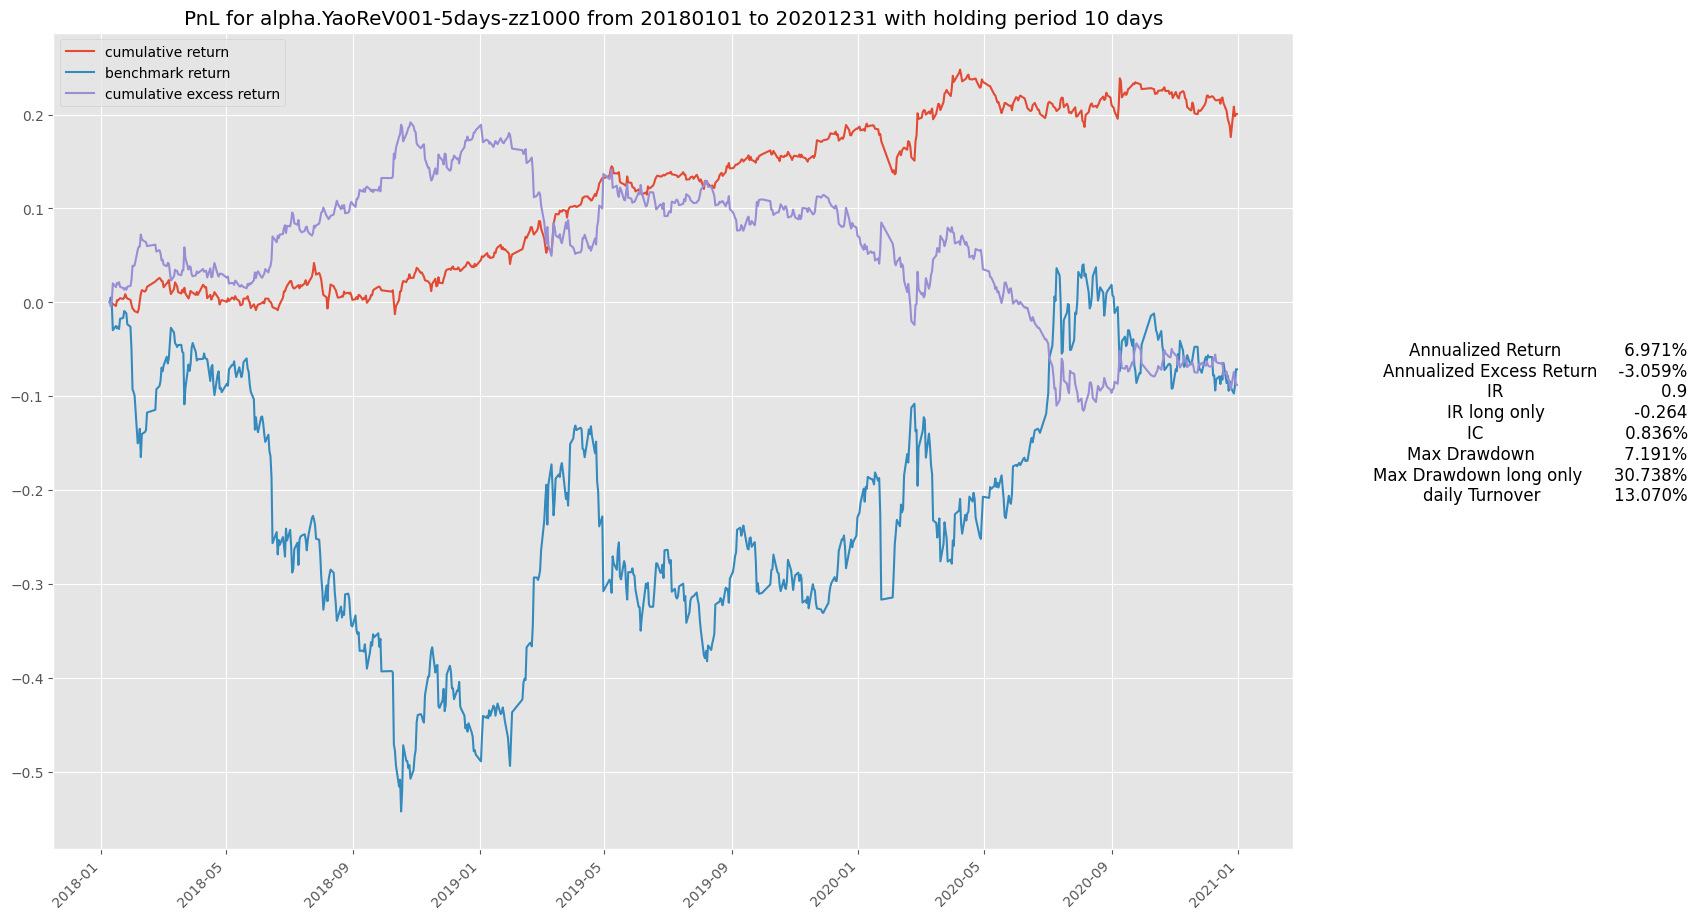 PnL for alpha.YaoReV001-5days-zz1000 from 20180101 to 20201231 with holding period 10 days
cumulative return
benchmark return
cumulative excess return
0.2
0.1
0.0
−0.1
−0.2
−0.3
−0.4
−0.5
2018-01
2018-05
2018-09
2019-01
2019-05
2019-09
2020-01
2020-05
2020-09
2021-01
Annualized Return 6.971%
Annualized Excess Return -3.059%
IR 0.9
IR long only -0.264
IC 0.836%
Max Drawdown 7.191%
Max Drawdown long only 30.738%
daily Turnover 13.070%